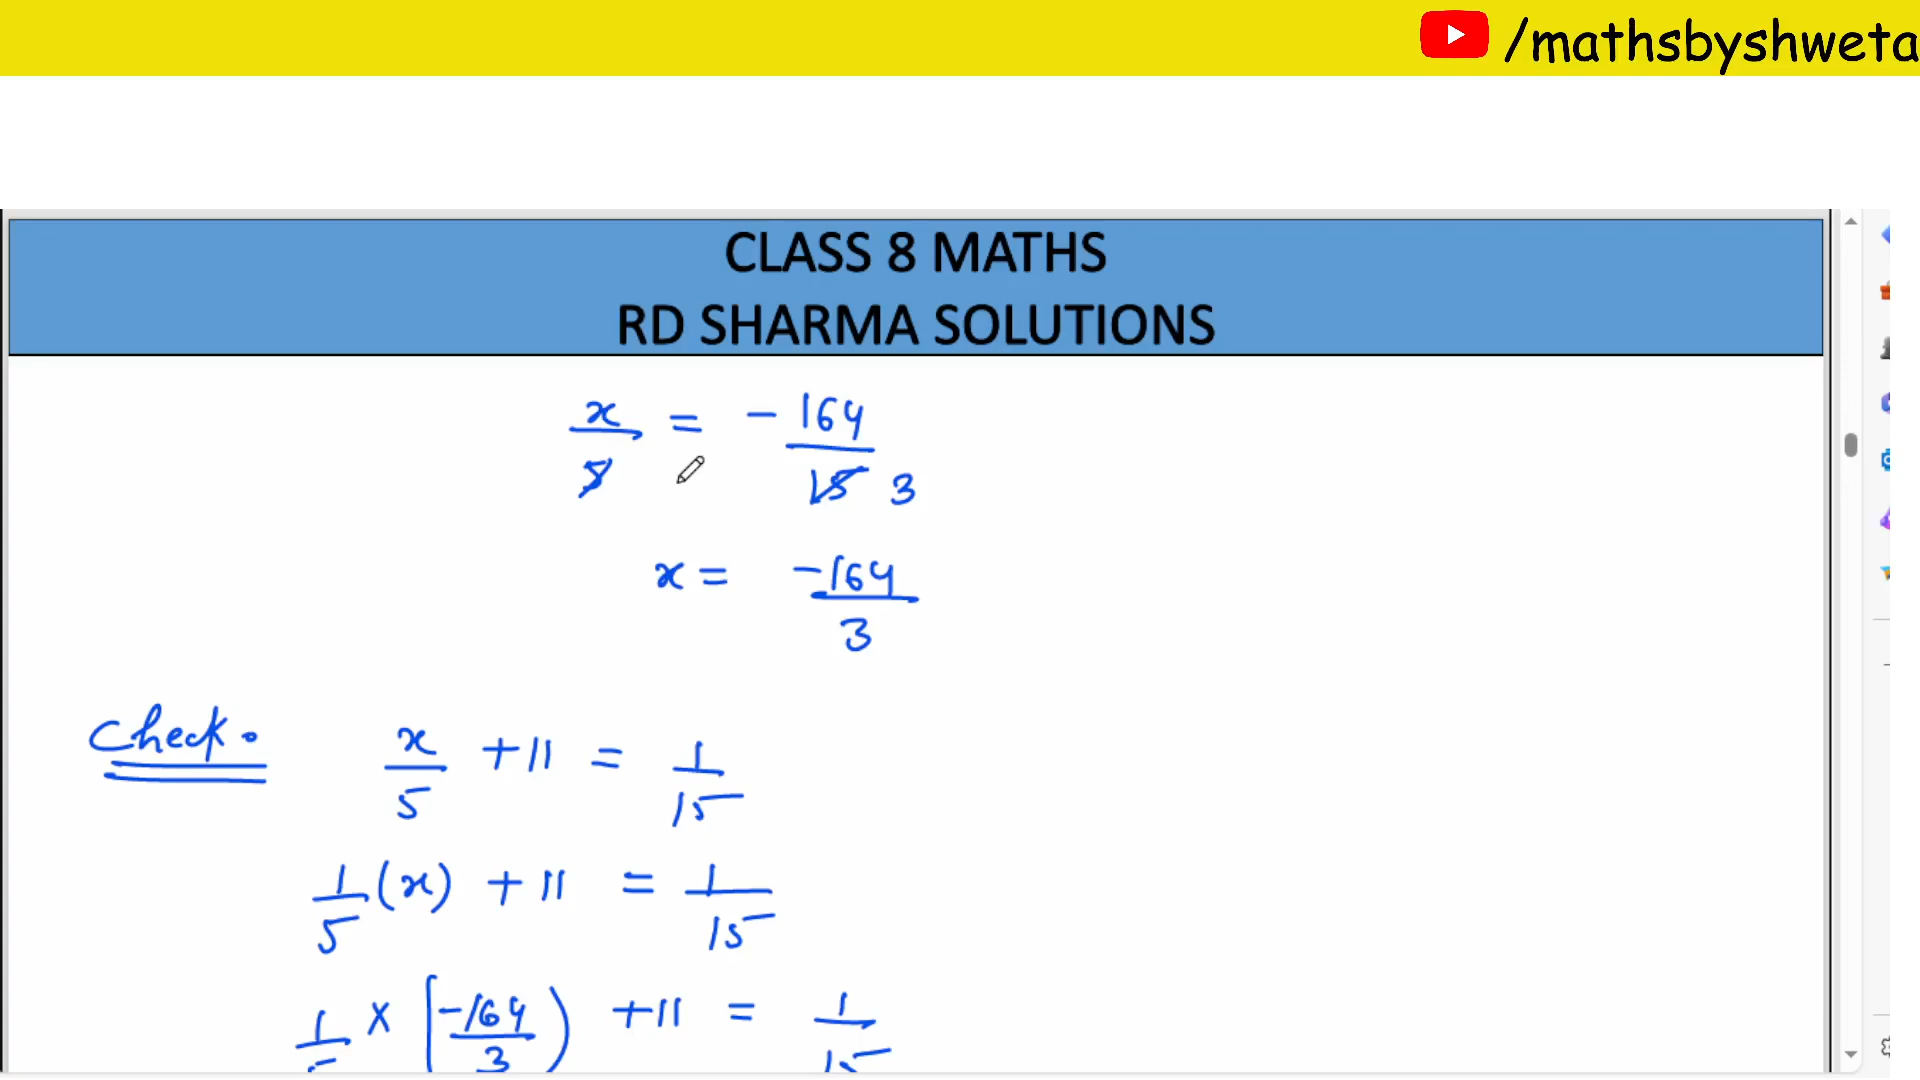 /mathsbyshweta
CLASS 8 MATHS
RD SHARMA SOLUTIONS
x/5 = -164/15 3
x = -164/3
Check.
x/5 + 11 = 1/15
1/5 (x) + 11 = 1/15
1/5 × (-164/3) + 11 = 1/15